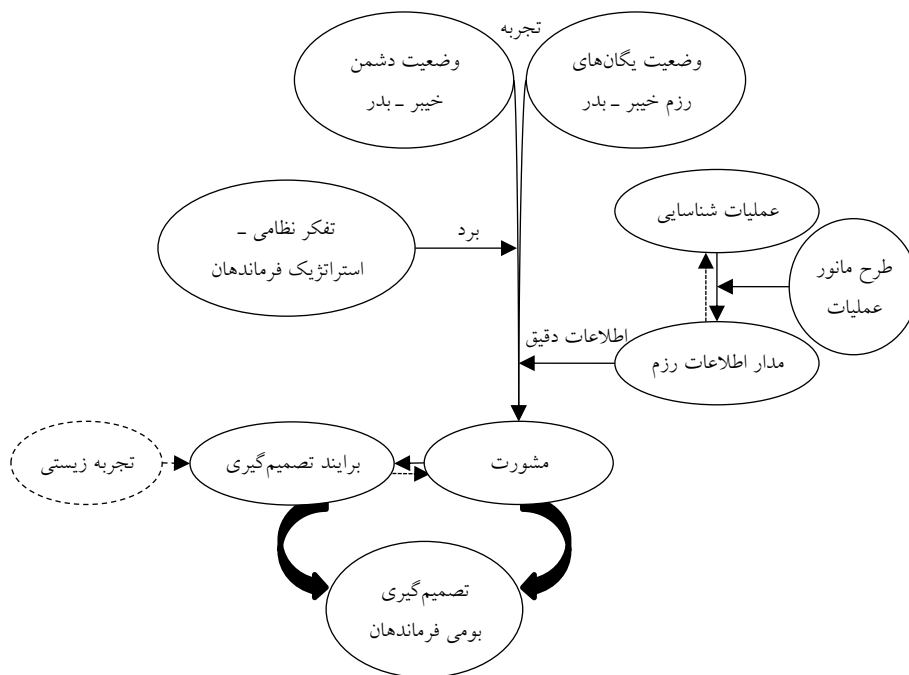 تجربه
وضعیت یگان‌های
رزم خیبر ـ بدر
وضعیت دشمن
خیبر ـ بدر
عملیات شناسایی
تفکر نظامی ـ
استراتژیک فرماندهان
برد
طرح مانور
عملیات
اطلاعات دقیق
مدار اطلاعات رزم
مشورت
برایند تصمیم‌گیری
تجربه زیستی
تصمیم‌گیری
بومی فرماندهان